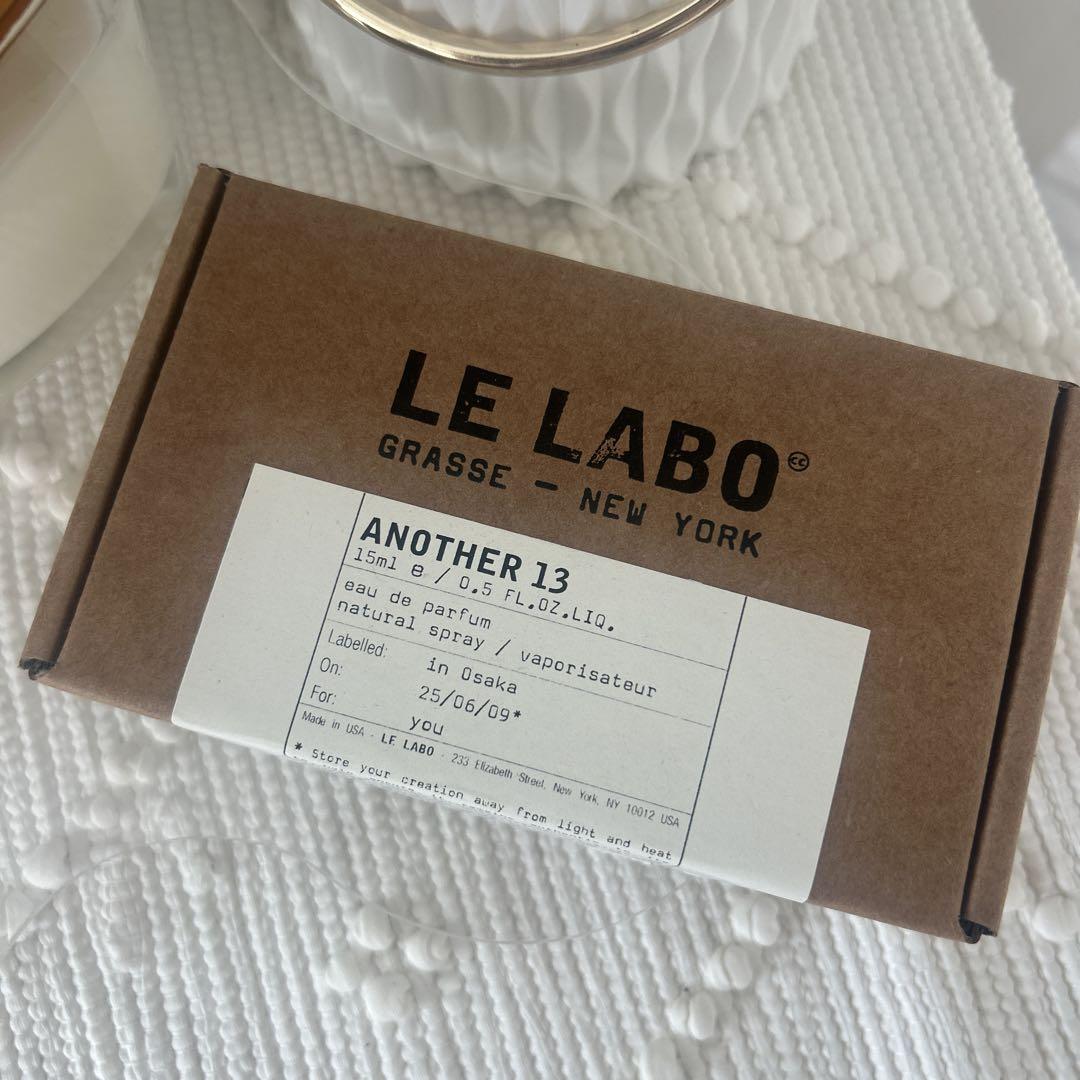 LE LABO
GRASSE — NEW YORK
ANOTHER 13
15ml e / 0.5 FL.OZ.LIQ.
eau de parfum
natural spray / vaporisateur
Labelled: in Osaka
On: 25/06/09*
For: you
Made in USA - LE LABO - 233 Elizabeth Street, New York, NY 10012 USA
* Store your creation away from light and heat